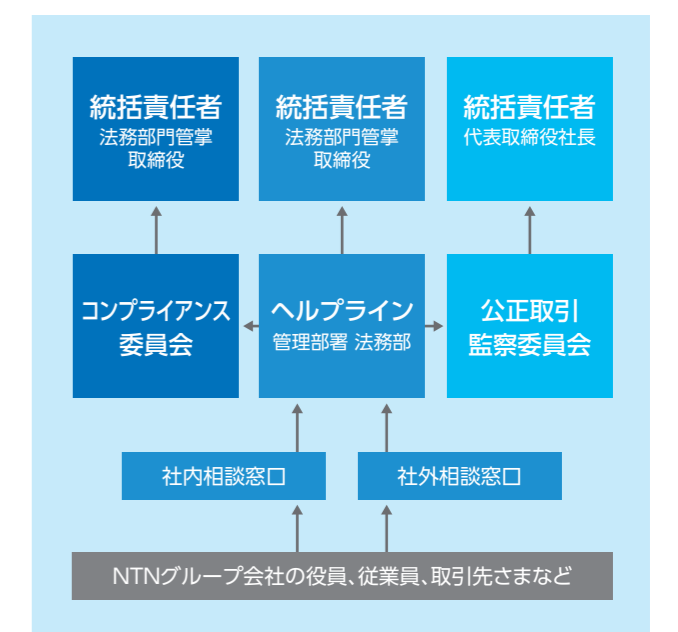 統括責任者
法務部門管掌
取締役
統括責任者
法務部門管掌
取締役
統括責任者
代表取締役社長
コンプライアンス
委員会
ヘルプライン
管理部署 法務部
公正取引
監察委員会
社内相談窓口
社外相談窓口
NTNグループ会社の役員、従業員、取引先さまなど